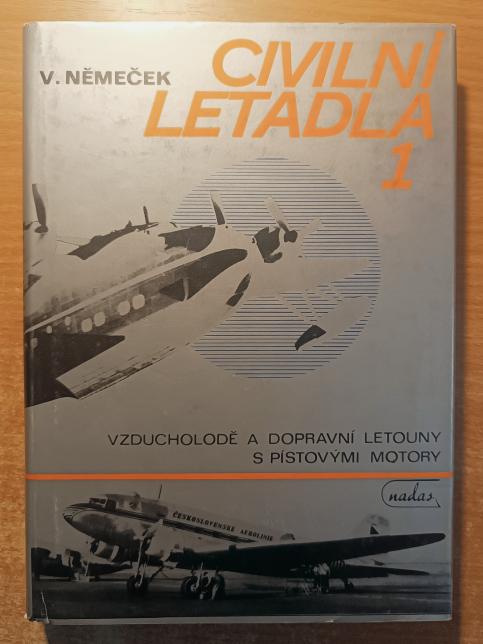 V. NĚMEČEK
CIVILNÍ
LETADLA
1
VZDUCHOLODĚ A DOPRAVNÍ LETOUNY
S PÍSTOVÝMI MOTORY
nadas
ČESKOSLOVENSKÉ AEROLINIE